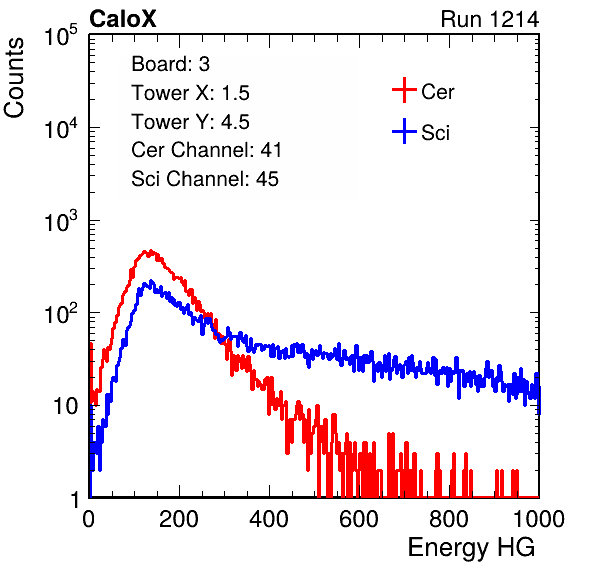 CaloX Run 1214
Counts
10^5
10^4
10^3
10^2
10
1
Board: 3
Tower X: 1.5
Tower Y: 4.5
Cer Channel: 41
Sci Channel: 45
Cer
Sci
0 200 400 600 800 1000
Energy HG